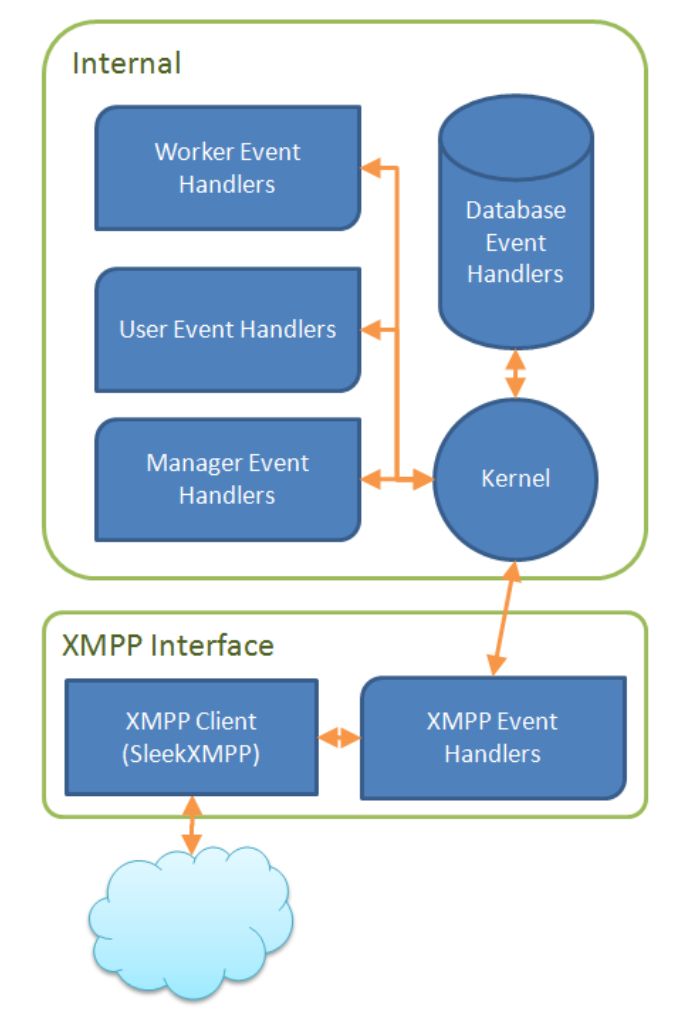 Internal
Worker Event
Handlers
Database
Event
Handlers
User Event Handlers
Manager Event
Handlers
Kernel
XMPP Interface
XMPP Client
(SleekXMPP)
XMPP Event
Handlers